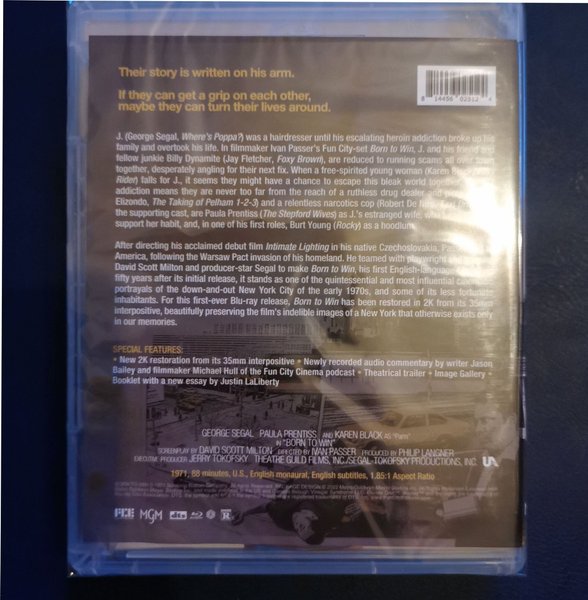 Their story is written on his arm.
If they can get a grip on each other,
maybe they can turn their lives around.
8 14456 02512 4
J. (George Segal, Where's Poppa?) was a hairdresser until his escalating heroin addiction broke up his
family and overtook his life. In filmmaker Ivan Passer's Fun City-set Born to Win, J. and his friend and
fellow junkie Billy Dynamite (Jay Fletcher, Foxy Brown), are reduced to running scams all over town
together, desperately angling for their next fix. When a free-spirited young woman (Karen Black,
Rider) falls for J., it seems they might have a chance to escape this bleak world together.
addiction means they are never too far from the reach of a ruthless drug dealer and
Elizondo, The Taking of Pelham 1-2-3) and a relentless narcotics cop (Robert De Niro,
the supporting cast, are Paula Prentiss (The Stepford Wives) as J.'s estranged wife, who
support her habit, and, in one of his first roles, Burt Young (Rocky) as a hoodlum.
After directing his acclaimed debut film Intimate Lighting in his native Czechoslovakia,
America, following the Warsaw Pact invasion of his homeland. He teamed with playwright and
David Scott Milton and producer-star Segal to make Born to Win, his first English-language
fifty years after its initial release, it stands as one of the quintessential and most influential cinematic
portrayals of the down-and-out New York City of the early 1970s, and some of its less fortunate
inhabitants. For this first-ever Blu-ray release, Born to Win has been restored in 2K from its 35mm
interpositive, beautifully preserving the film's indelible images of a New York that otherwise exists only
in our memories.
SPECIAL FEATURES:
• New 2K restoration from its 35mm interpositive • Newly recorded audio commentary by writer Jason
Bailey and filmmaker Michael Hull of the Fun City Cinema podcast • Theatrical trailer • Image Gallery •
Booklet with a new essay by Justin LaLiberty
GEORGE SEGAL PAULA PRENTISS AND KAREN BLACK AS "Parm"
IN "BORN TO WIN"
SCREENPLAY BY DAVID SCOTT MILTON DIRECTED BY IVAN PASSER PRODUCED BY PHILIP LANGNER
EXECUTIVE PRODUCER JERRY TOKOFSKY THEATRE GUILD FILMS, INC./SEGAL-TOKOFSKY PRODUCTIONS, INC. UA
1971, 88 minutes, U.S., English monaural, English subtitles, 1.85:1 Aspect Ratio
MGM dts R